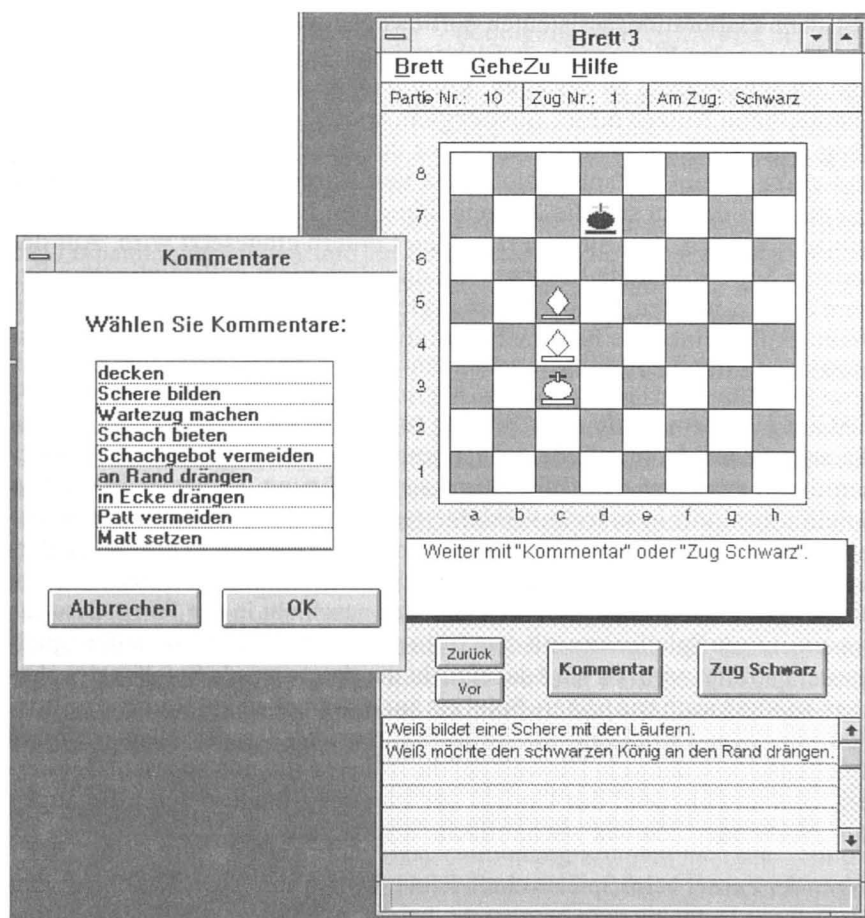 Brett 3
Brett GeheZu Hilfe
Partie Nr.: 10 Zug Nr.: 1 Am Zug: Schwarz
8
7
6
5
4
3
2
1
a b c d e f g h
Kommentare
Wählen Sie Kommentare:
decken
Schere bilden
Wartezug machen
Schach bieten
Schachgebot vermeiden
an Rand drängen
in Ecke drängen
Patt vermeiden
Matt setzen
Abbrechen OK
Weiter mit "Kommentar" oder "Zug Schwarz".
Zurück
Vor
Kommentar
Zug Schwarz
Weiß bildet eine Schere mit den Läufern.
Weiß möchte den schwarzen König an den Rand drängen.